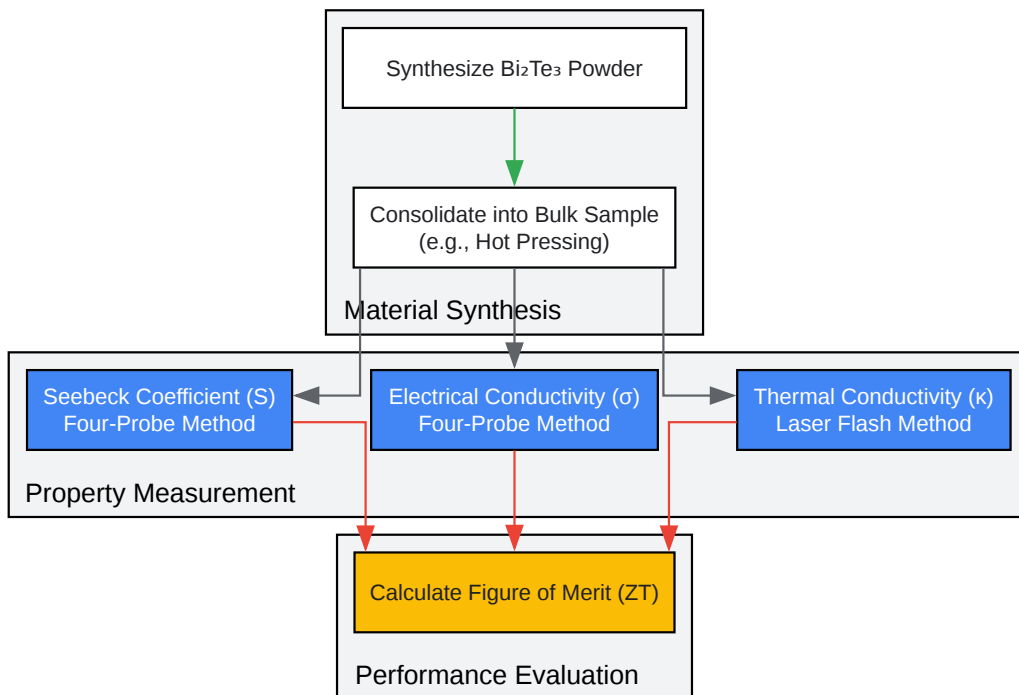 Synthesize Bi₂Te₃ Powder
Consolidate into Bulk Sample
(e.g., Hot Pressing)
Material Synthesis
Seebeck Coefficient (S)
Four-Probe Method
Electrical Conductivity (σ)
Four-Probe Method
Thermal Conductivity (κ)
Laser Flash Method
Property Measurement
Calculate Figure of Merit (ZT)
Performance Evaluation